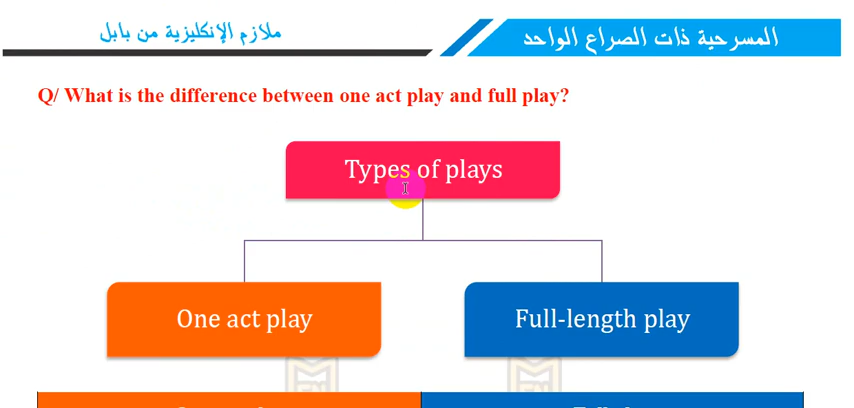 ملازم الإنكليزية من بابل
المسرحية ذات الصراع الواحد
Q/ What is the difference between one act play and full play?
Types of plays
One act play
Full-length play